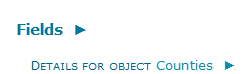 Fields ►
Details for object Counties ►